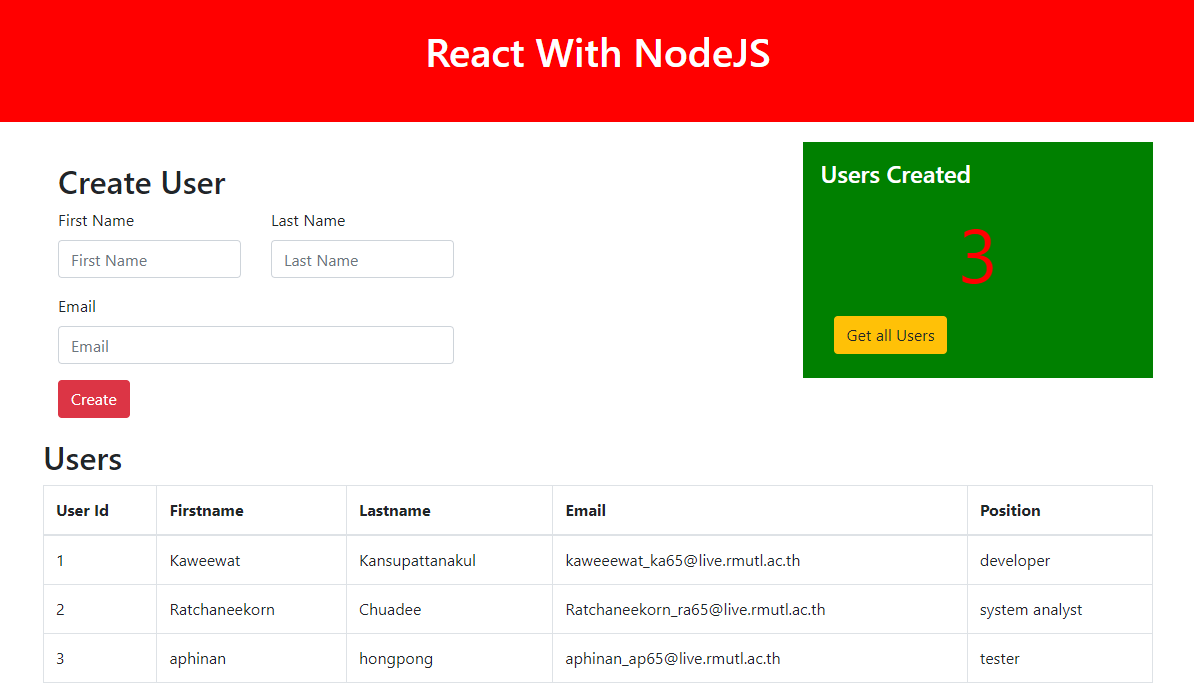 React With NodeJS
Create User
First Name Last Name
First Name Last Name
Email
Email
Create
Users Created
3
Get all Users
Users
User Id Firstname Lastname Email Position
1 Kaweewat Kansupattanakul kaweeewat_ka65@live.rmutl.ac.th developer
2 Ratchaneekorn Chuadee Ratchaneekorn_ra65@live.rmutl.ac.th system analyst
3 aphinan hongpong aphinan_ap65@live.rmutl.ac.th tester